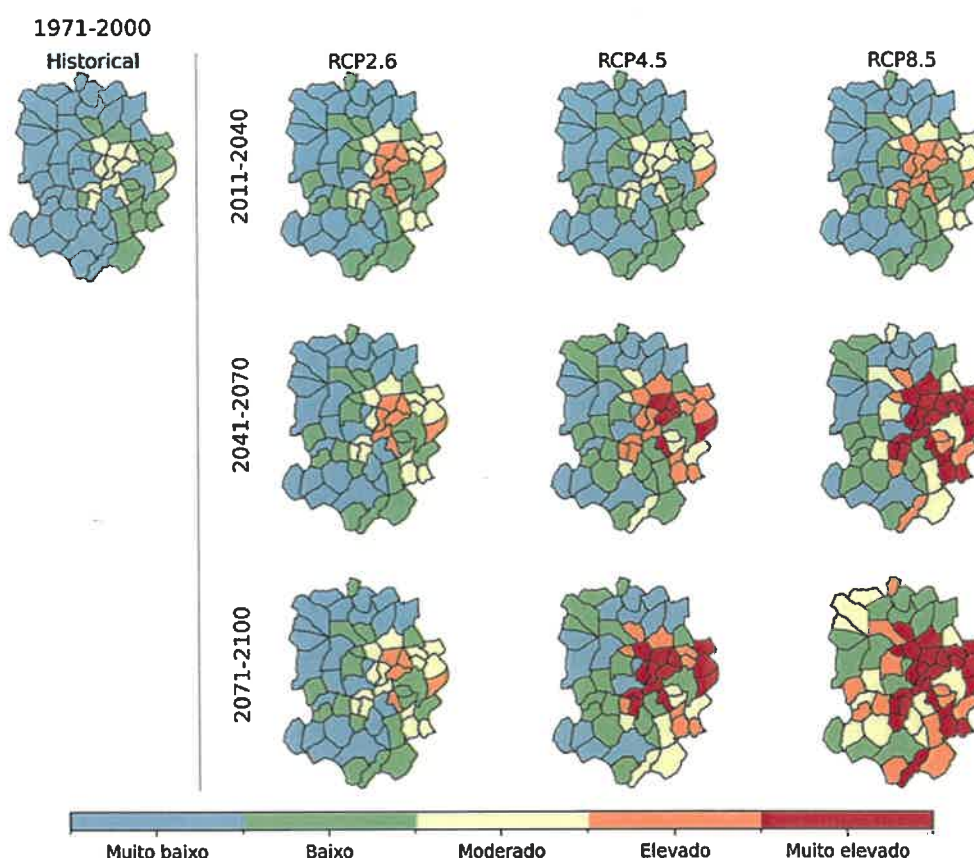 1971-2000
Historical
RCP2.6
RCP4.5
RCP8.5
2011-2040
2041-2070
2071-2100
Muito baixo
Baixo
Moderado
Elevado
Muito elevado